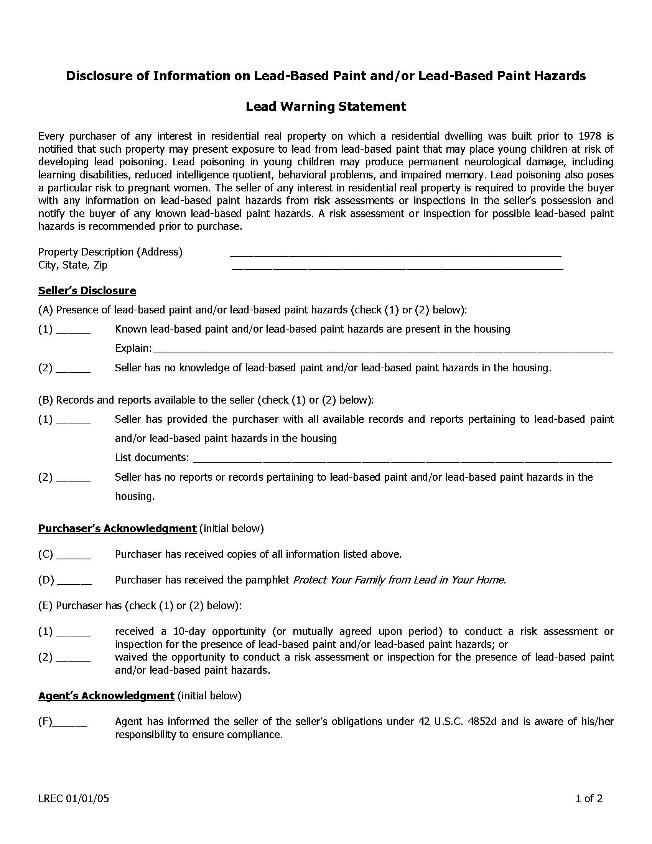 Disclosure of Information on Lead-Based Paint and/or Lead-Based Paint Hazards
Lead Warning Statement
Every purchaser of any interest in residential real property on which a residential dwelling was built prior to 1978 is
notified that such property may present exposure to lead from lead-based paint that may place young children at risk of
developing lead poisoning. Lead poisoning in young children may produce permanent neurological damage, including
learning disabilities, reduced intelligence quotient, behavioral problems, and impaired memory. Lead poisoning also poses
a particular risk to pregnant women. The seller of any interest in residential real property is required to provide the buyer
with any information on lead-based paint hazards from risk assessments or inspections in the seller's possession and
notify the buyer of any known lead-based paint hazards. A risk assessment or inspection for possible lead-paint
hazards is recommended prior to purchase.
Property Description (Address) ____________________
City, State, Zip ____________________
Seller's Disclosure
(A) Presence of lead-based paint and/or lead-based paint hazards (check (1) or (2) below):
(1) ______ Known lead-based paint and/or lead-based paint hazards are present in the housing
Explain: ____________________
(2) ______ Seller has no knowledge of lead-based paint and/or lead-based paint hazards in the housing.
(B) Records and reports available to the seller (check (1) or (2) below):
(1) ______ Seller has provided the purchaser with all available records and reports pertaining to lead-based paint
and/or lead-based paint hazards in the housing
List documents: ____________________
(2) ______ Seller has no reports or records pertaining to lead-based paint and/or lead-based paint hazards in the
housing.
Purchaser's Acknowledgment (initial below)
(C) ______ Purchaser has received copies of all information listed above.
(D) ______ Purchaser has received the pamphlet Protect Your Family from Lead in Your Home.
(E) Purchaser has (check (1) or (2) below):
(1) ______ received a 10-day opportunity (or mutually agreed upon period) to conduct a risk assessment or
inspection for the presence of lead-based paint and/or lead-based paint hazards; or
(2) ______ waived the opportunity to conduct a risk assessment or inspection for the presence of lead-based paint
and/or lead-based paint hazards.
Agent's Acknowledgment (initial below)
(F)______ Agent has informed the seller of the seller's obligations under 42 U.S.C. 4852d and is aware of his/her
responsibility to ensure compliance.
LREC 01/01/05 1 of 2